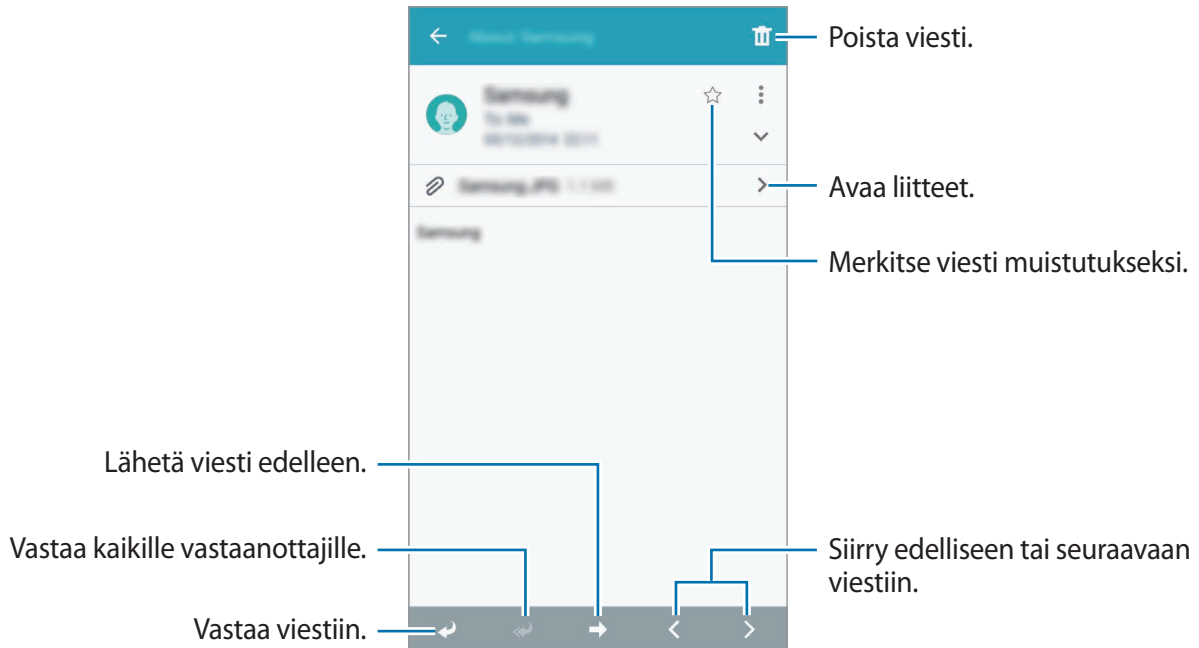 Poista viesti.
Avaa liitteet.
Merkitse viesti muistutukseksi.
Lähetä viesti edelleen.
Vastaa kaikille vastaanottajille.
Siirry edelliseen tai seuraavaan
viestiin.
Vastaa viestiin.